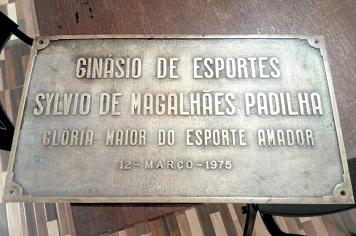 GINÁSIO DE ESPORTES
SYLVIO DE MAGALHÃES PADILHA
GLÓRIA MAIOR DO ESPORTE AMADOR
12-MARÇO-1975